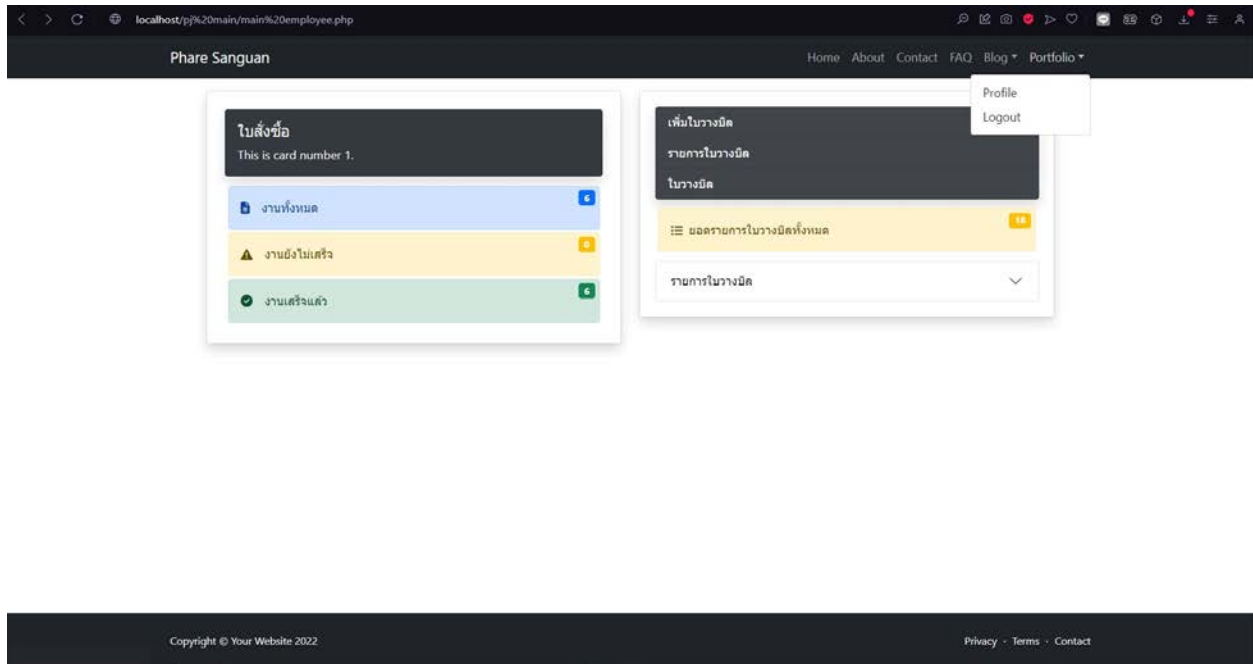 localhost/pj%20main/main%20employee.php
Phare Sanguan
Home About Contact FAQ Blog Portfolio
Profile
Logout
ใบสั่งซื้อ
This is card number 1.
งานทั้งหมด
6
งานยังไม่เสร็จ
0
งานเสร็จแล้ว
6
เพิ่มใบวางบิล
รายการใบวางบิล
ใบวางบิล
ยอดรายการใบวางบิลทั้งหมด
รายการใบวางบิล
Copyright © Your Website 2022
Privacy · Terms · Contact